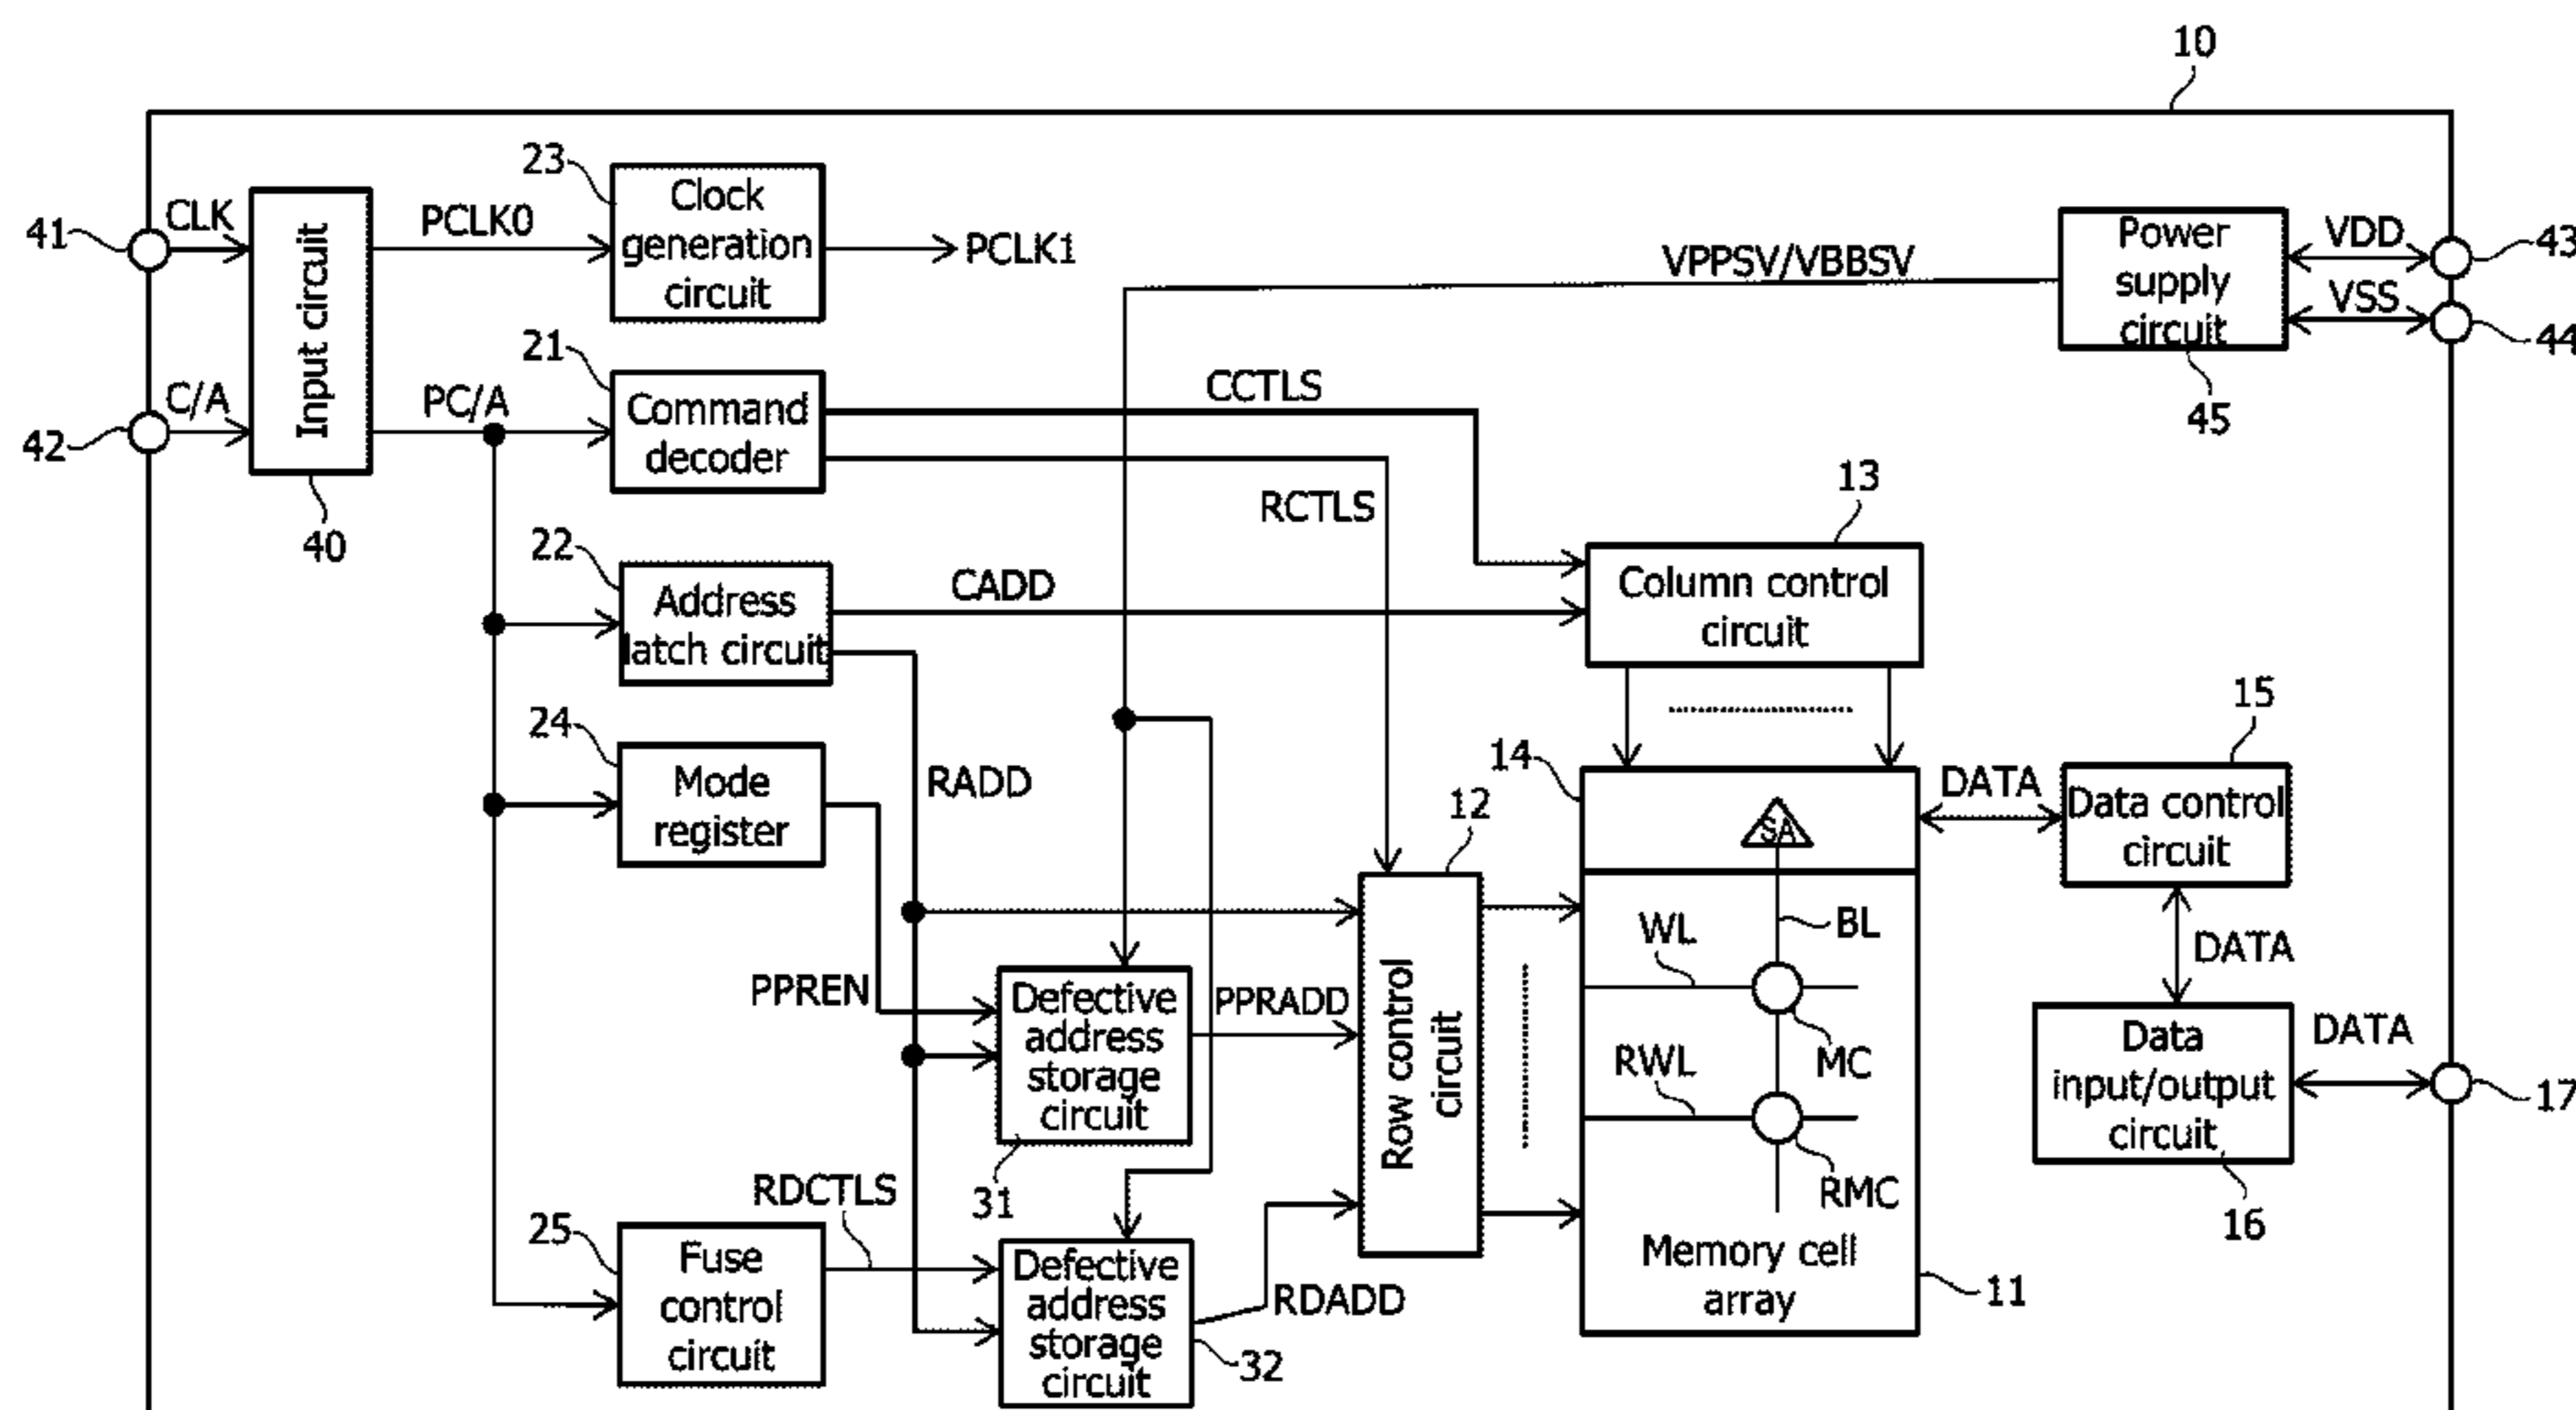 10
23
Clock
generation
circuit
41
CLK
PCLK0
PCLK1
Input circuit
VPPSV/VBBSV
Power
supply
circuit
VDD
43
VSS
44
45
21
Command
decoder
42
C/A
PC/A
CCTLS
RCTLS
40
13
Column control
circuit
22
Address
latch circuit
CADD
24
Mode
register
RADD
14
SA
DATA
15
Data control
circuit
12
Row control
circuit
PPREN
Defective
address
storage
circuit
31
PPRADD
WL
BL
MC
RWL
RMC
Memory cell
array
11
DATA
Data
input/output
circuit
16
DATA
17
25
Fuse
control
circuit
RDCTLS
Defective
address
storage
circuit
32
RDADD